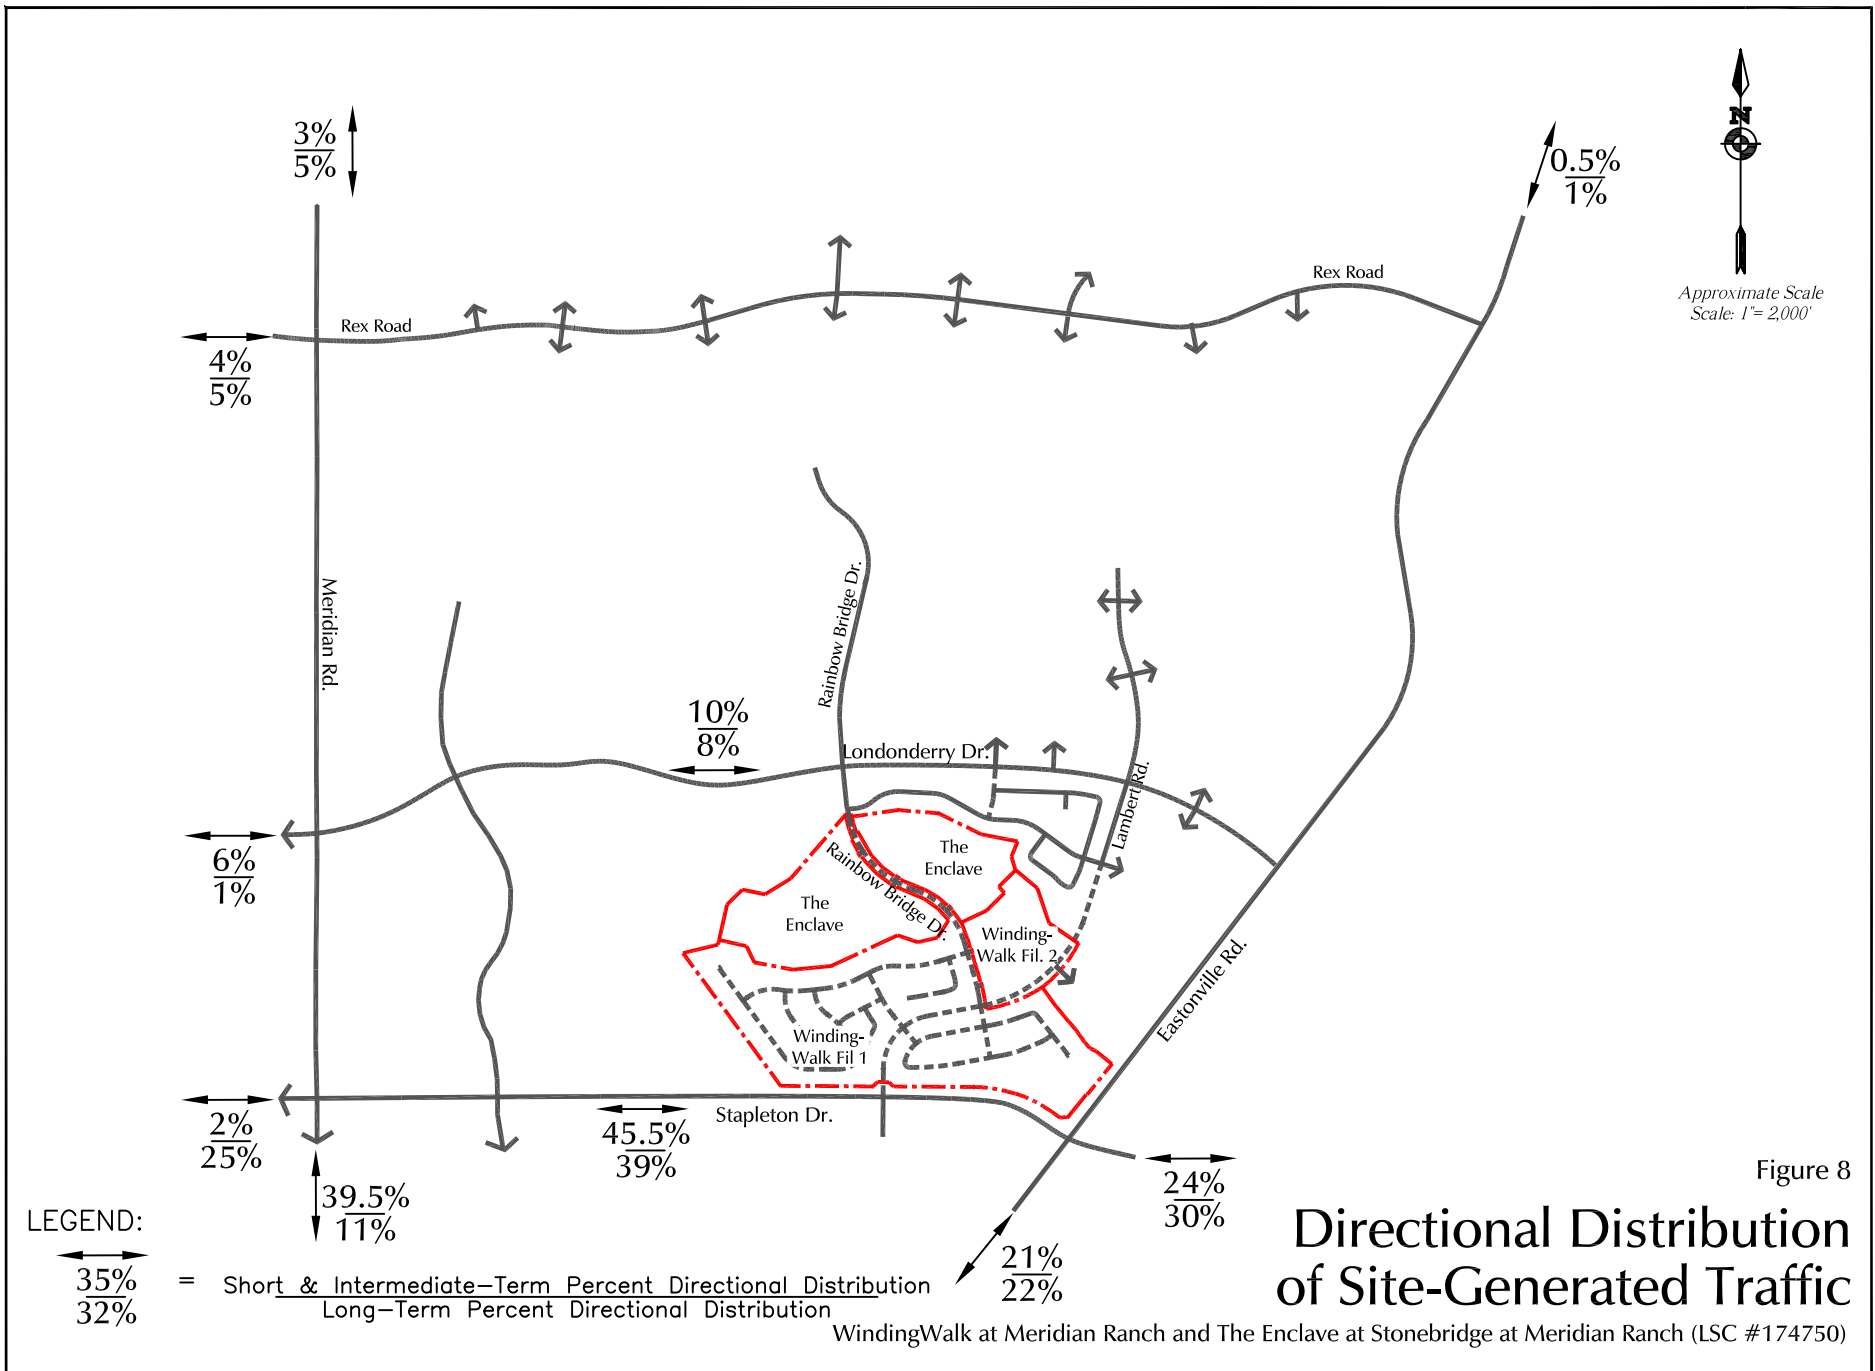 3%
5%
0.5%
1%
N
Approximate Scale
Scale: 1"= 2,000'
Rex Road
Rex Road
4%
5%
Meridian Rd.
Rainbow Bridge Dr.
10%
8%
Londonderry Dr.
Lambert Rd.
6%
1%
The
Enclave
Rainbow Bridge Dr.
The
Enclave
Winding-
Walk Fil. 2
Eastonville Rd.
Winding-
Walk Fil 1
2%
25%
Stapleton Dr.
45.5%
39%
24%
30%
39.5%
11%
21%
22%
LEGEND:
35%
32%
= Short & Intermediate-Term Percent Directional Distribution
Long-Term Percent Directional Distribution
Figure 8
Directional Distribution
of Site-Generated Traffic
WindingWalk at Meridian Ranch and The Enclave at Stonebridge at Meridian Ranch (LSC #174750)